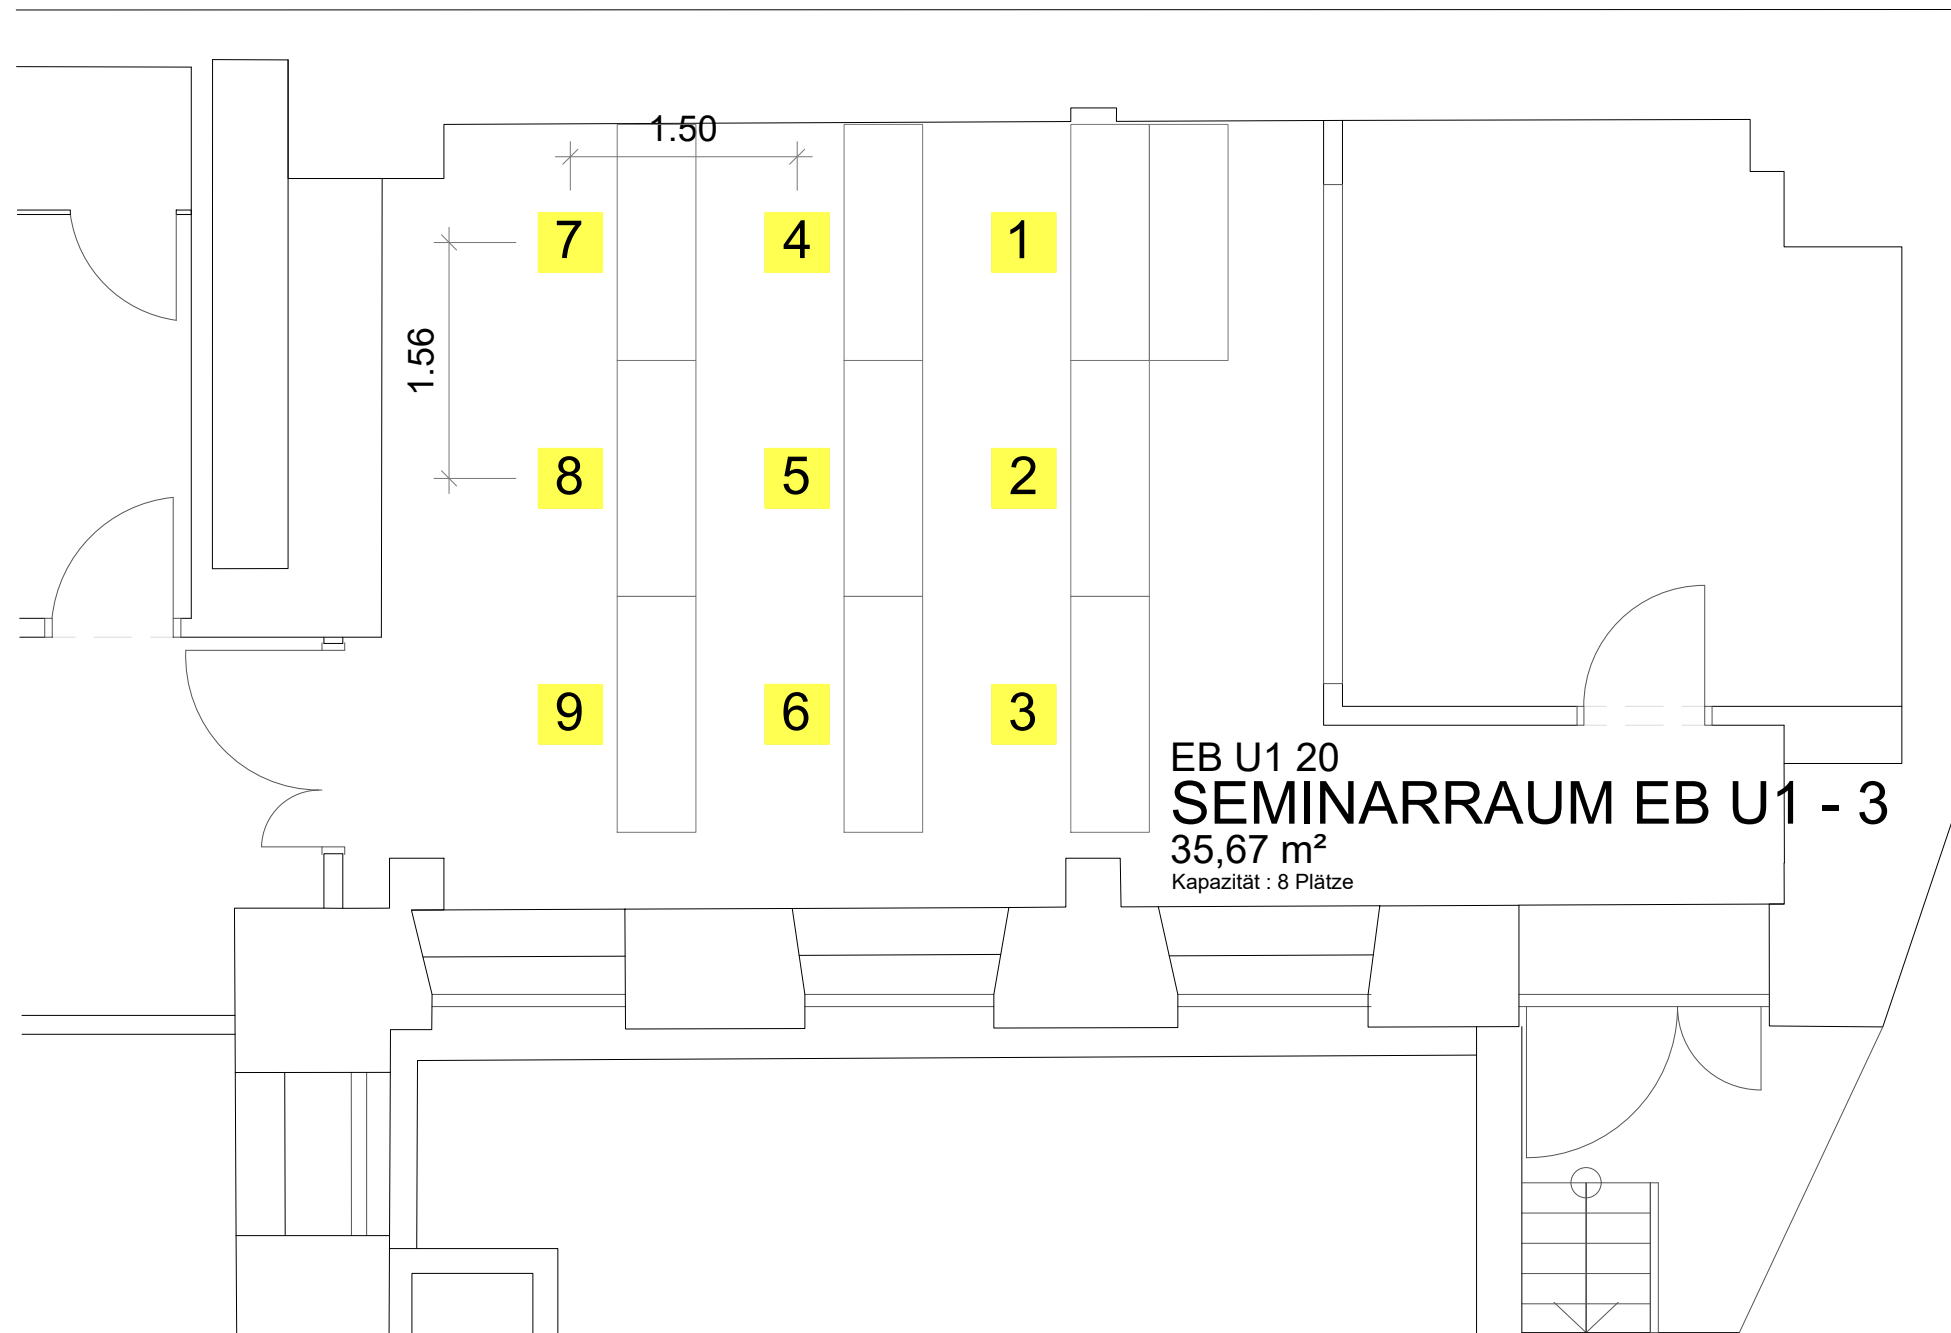 1.50
7 4 1
1.56
8 5 2
9 6 3
EB U1 20
SEMINARRAUM EB U1 - 3
35,67 m²
Kapazität : 8 Plätze